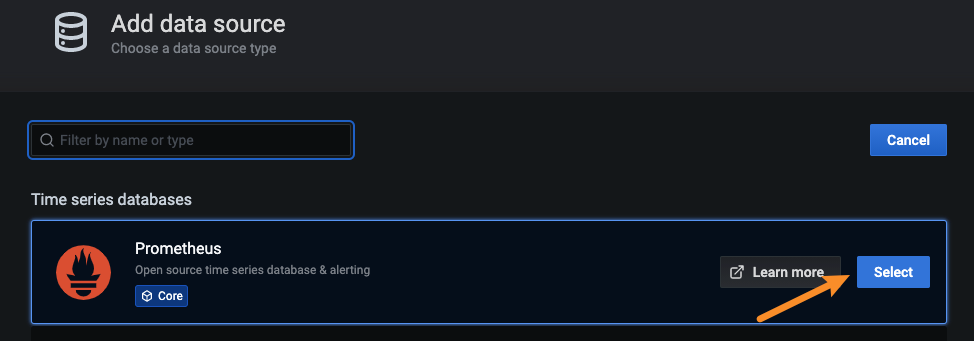 Add data source
Choose a data source type
Filter by name or type
Cancel
Time series databases
Prometheus
Open source time series database & alerting
Core
Learn more
Select